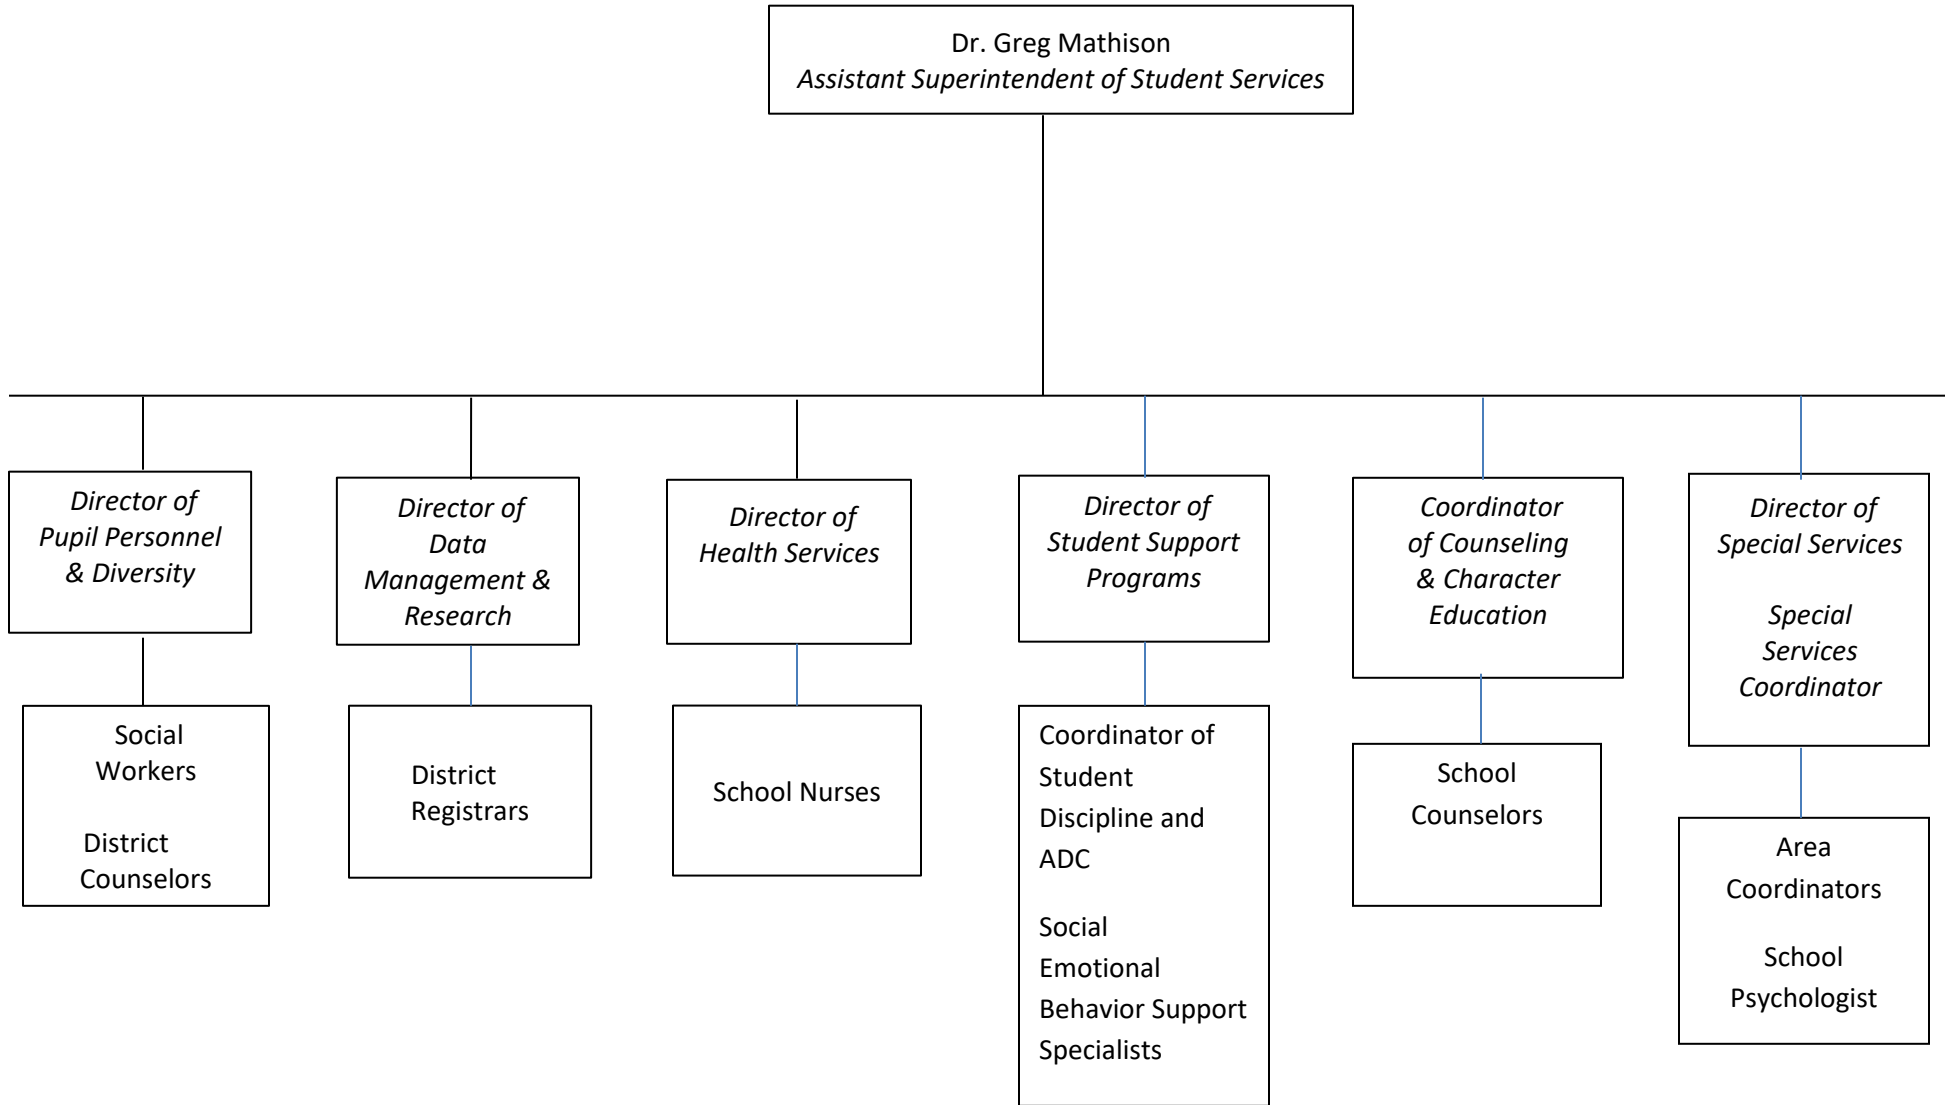 Dr. Greg Mathison
Assistant Superintendent of Student Services
Director of
Pupil Personnel
& Diversity
Director of
Data
Management &
Research
Director of
Health Services
Director of
Student Support
Programs
Coordinator
of Counseling
& Character
Education
Director of
Special Services
Special
Services
Coordinator
Social
Workers
District
Counselors
District
Registrars
School Nurses
Coordinator of
Student
Discipline and
ADC
Social
Emotional
Behavior Support
Specialists
School
Counselors
Area
Coordinators
School
Psychologist